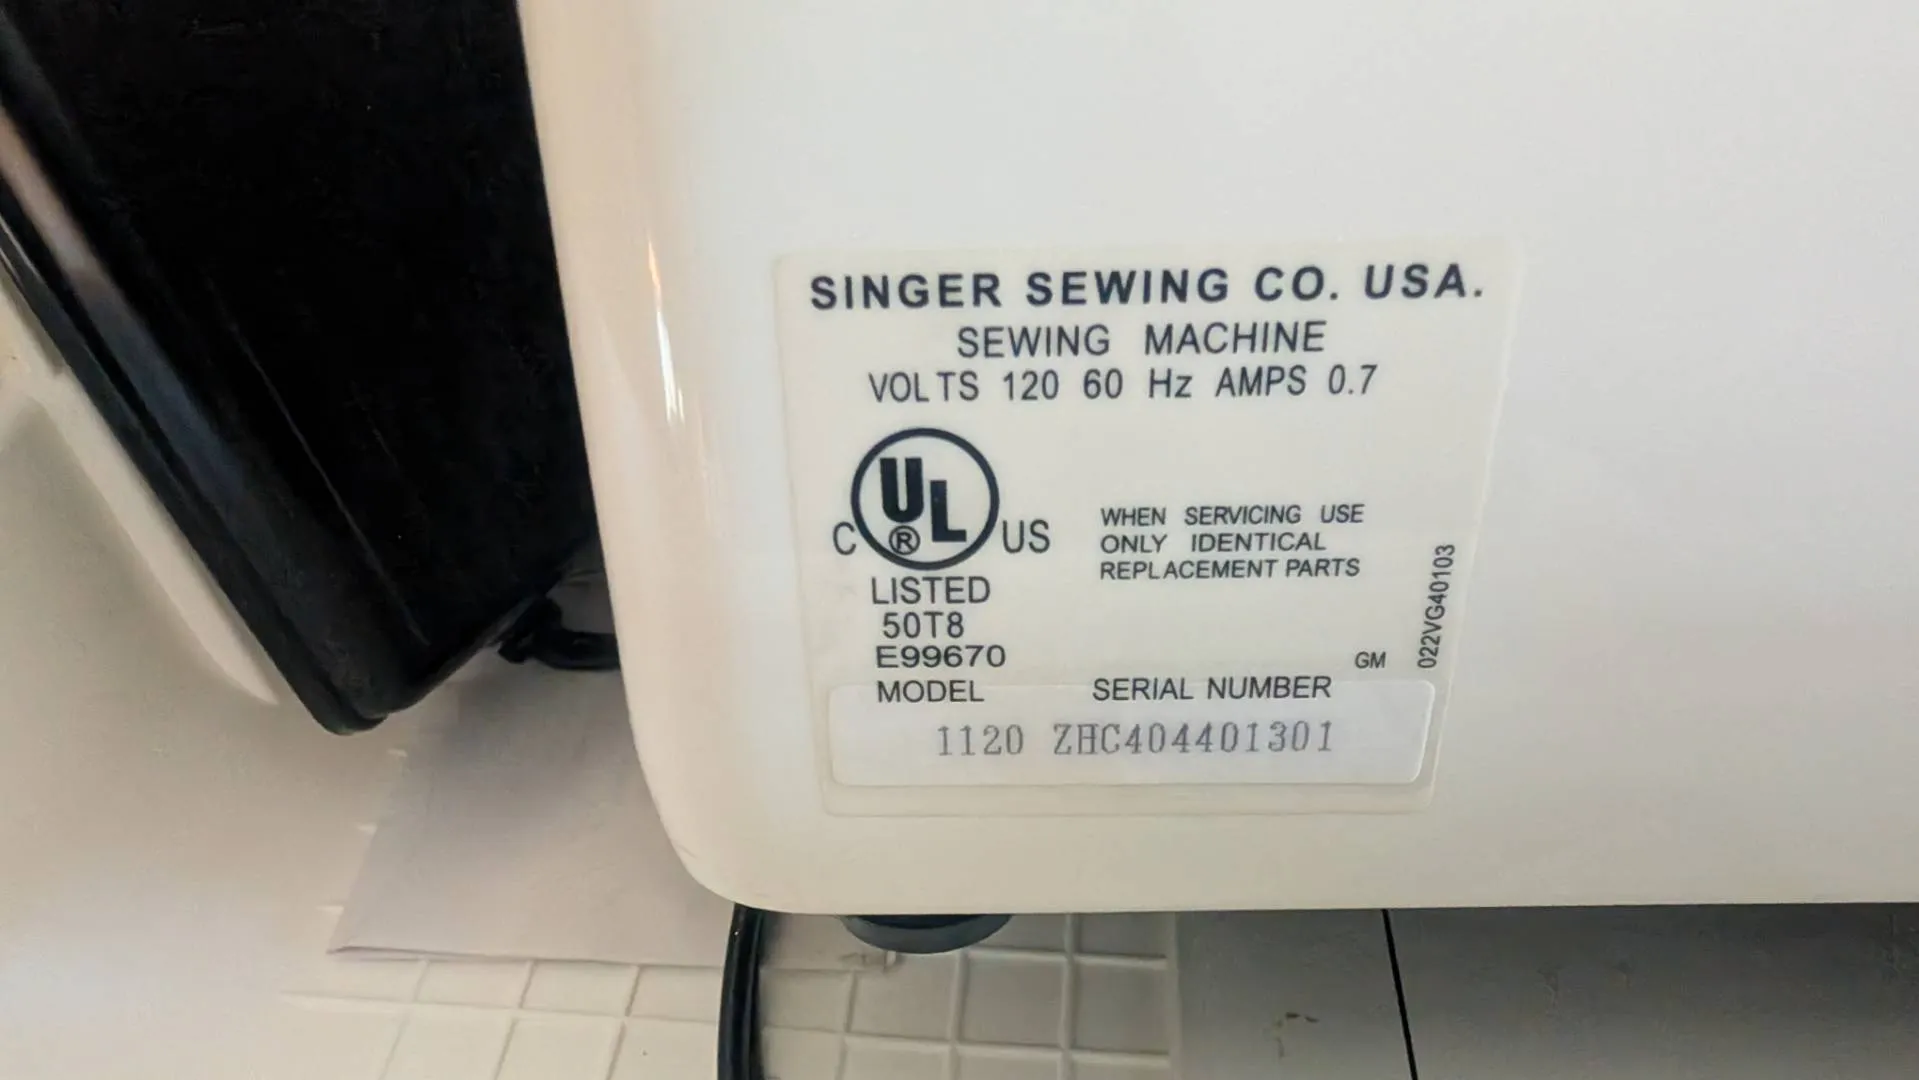 SINGER SEWING CO. USA.
SEWING MACHINE
VOLTS 120 60 Hz AMPS 0.7
C UL ® US
LISTED
50T8
E99670
WHEN SERVICING USE
ONLY IDENTICAL
REPLACEMENT PARTS
022VG40103
GM
MODEL SERIAL NUMBER
1120 ZHC404401301